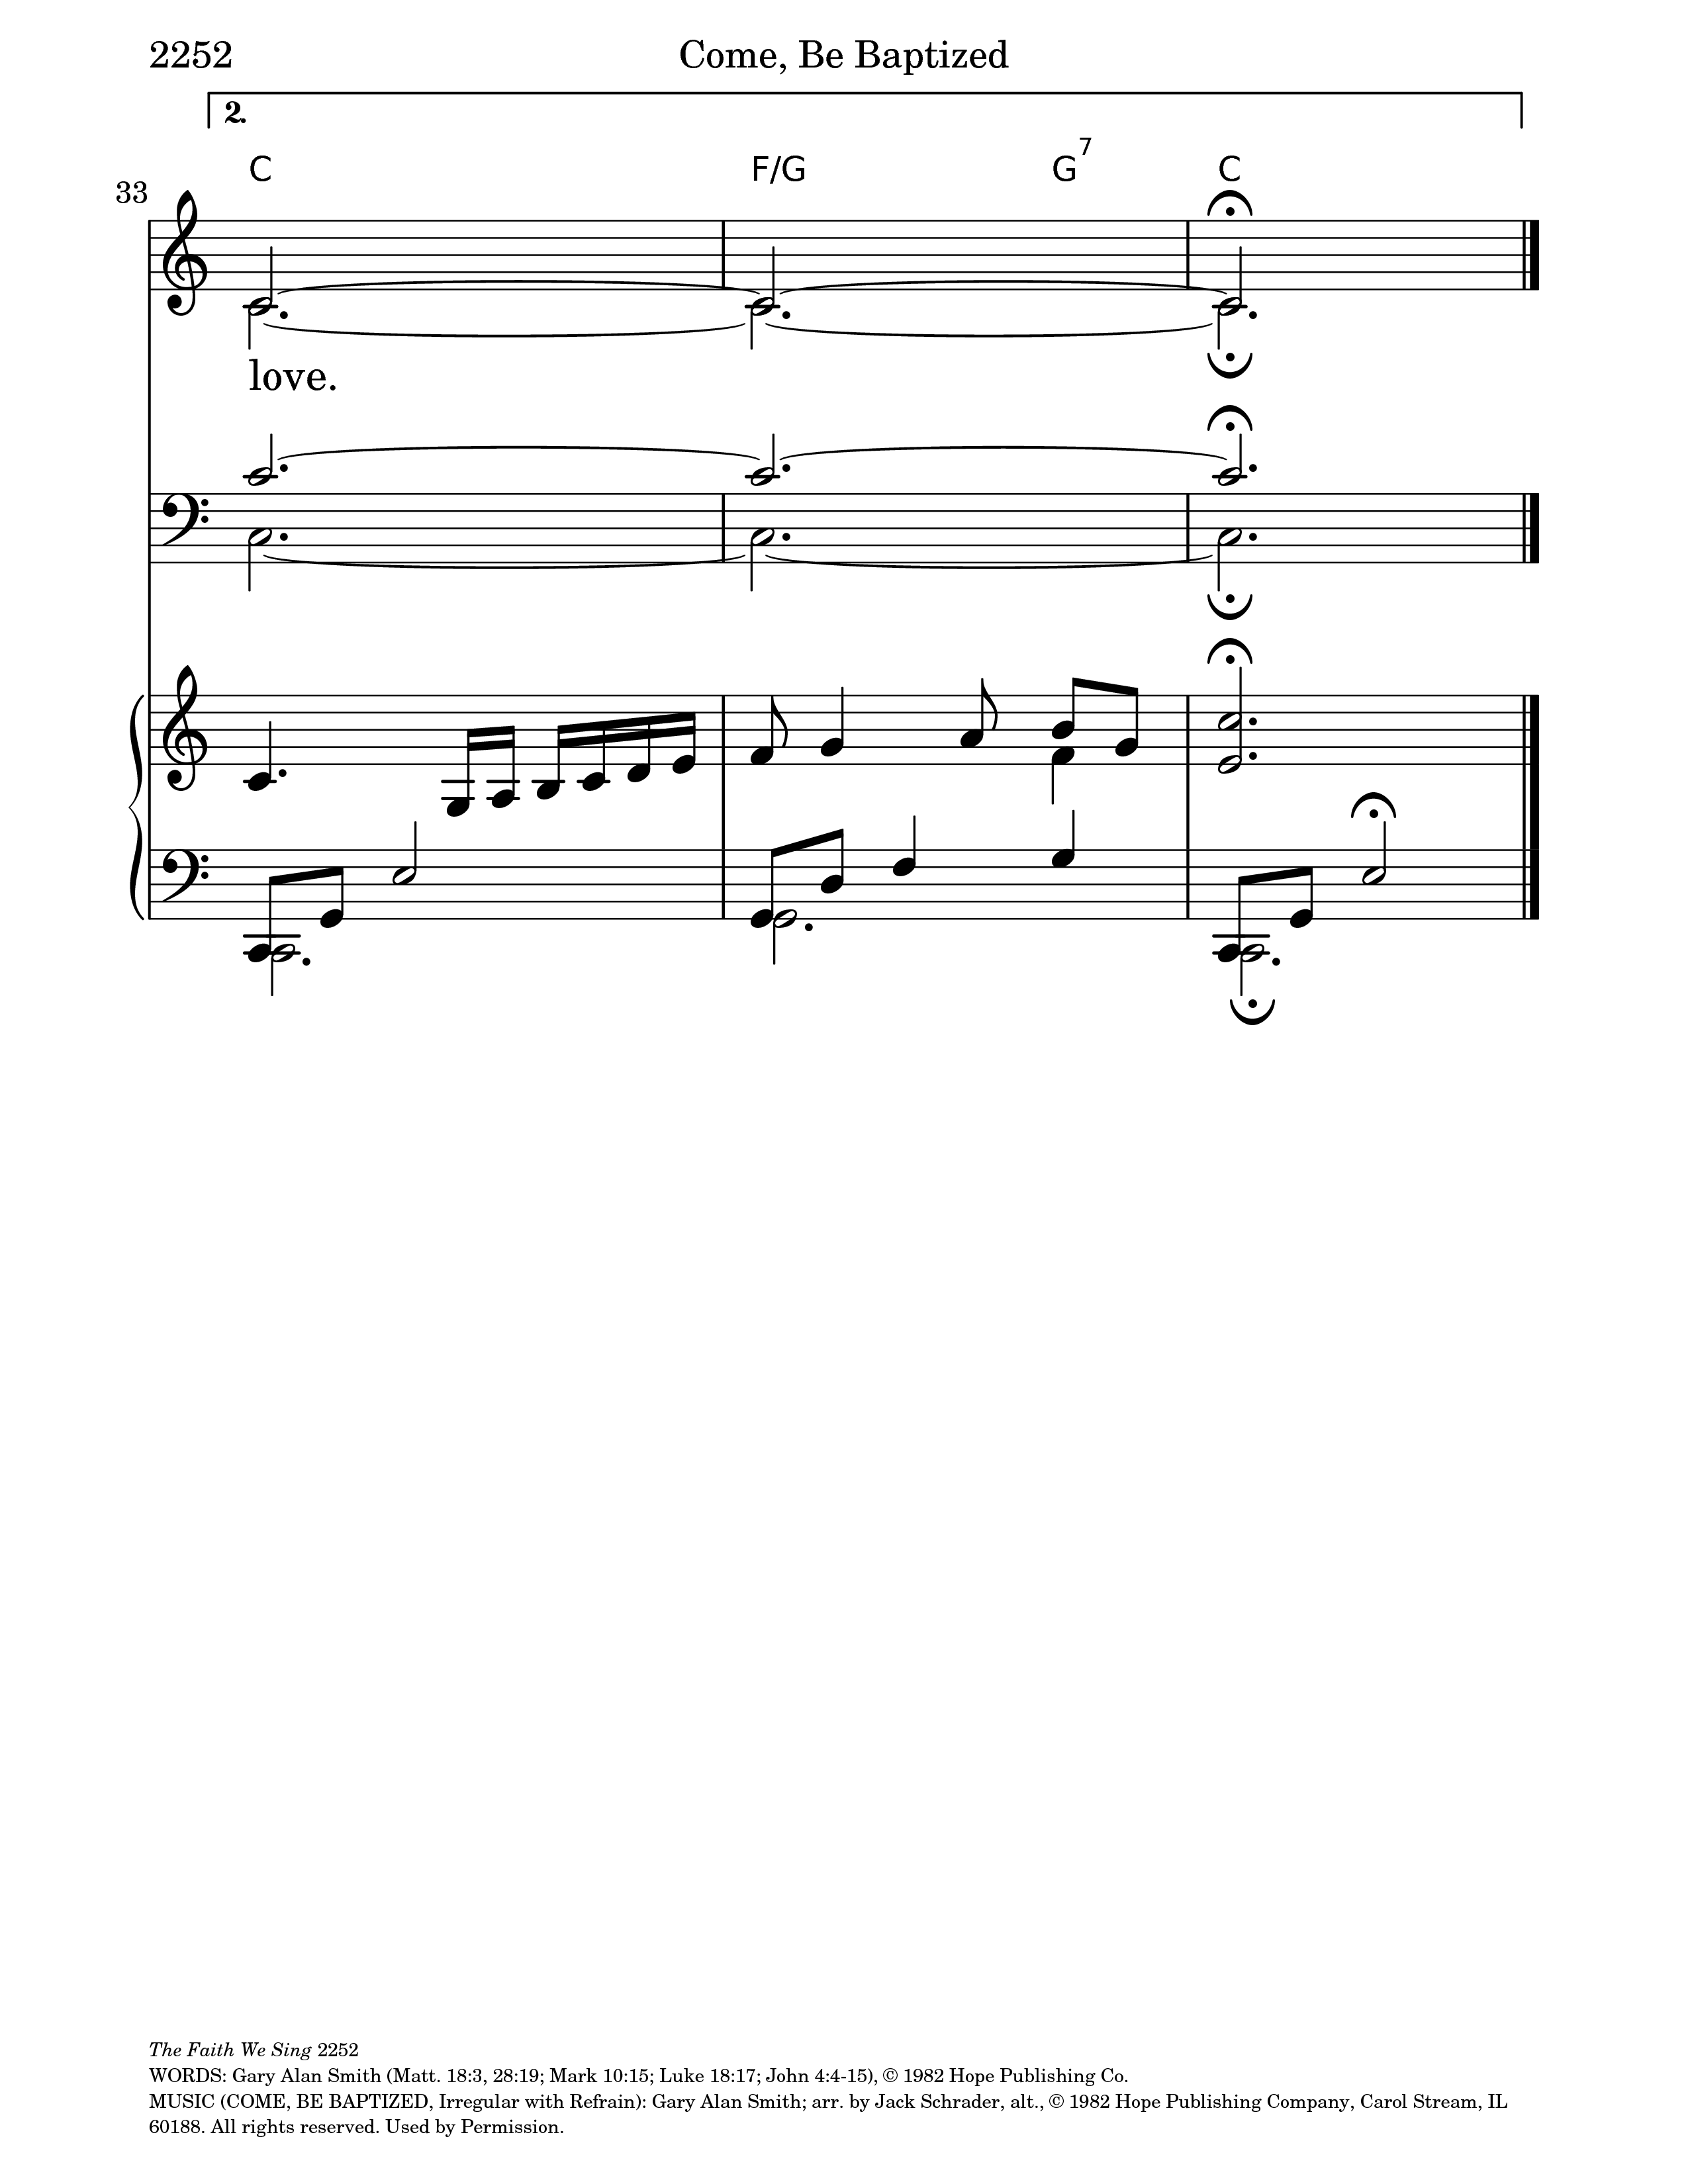 2252 Come, Be Baptized
2.
C F/G G7 C
33
love.
The Faith We Sing 2252
WORDS: Gary Alan Smith (Matt. 18:3, 28:19; Mark 10:15; Luke 18:17; John 4:4-15), © 1982 Hope Publishing Co.
MUSIC (COME, BE BAPTIZED, Irregular with Refrain): Gary Alan Smith; arr. by Jack Schrader, alt., © 1982 Hope Publishing Company, Carol Stream, IL
60188. All rights reserved. Used by Permission.